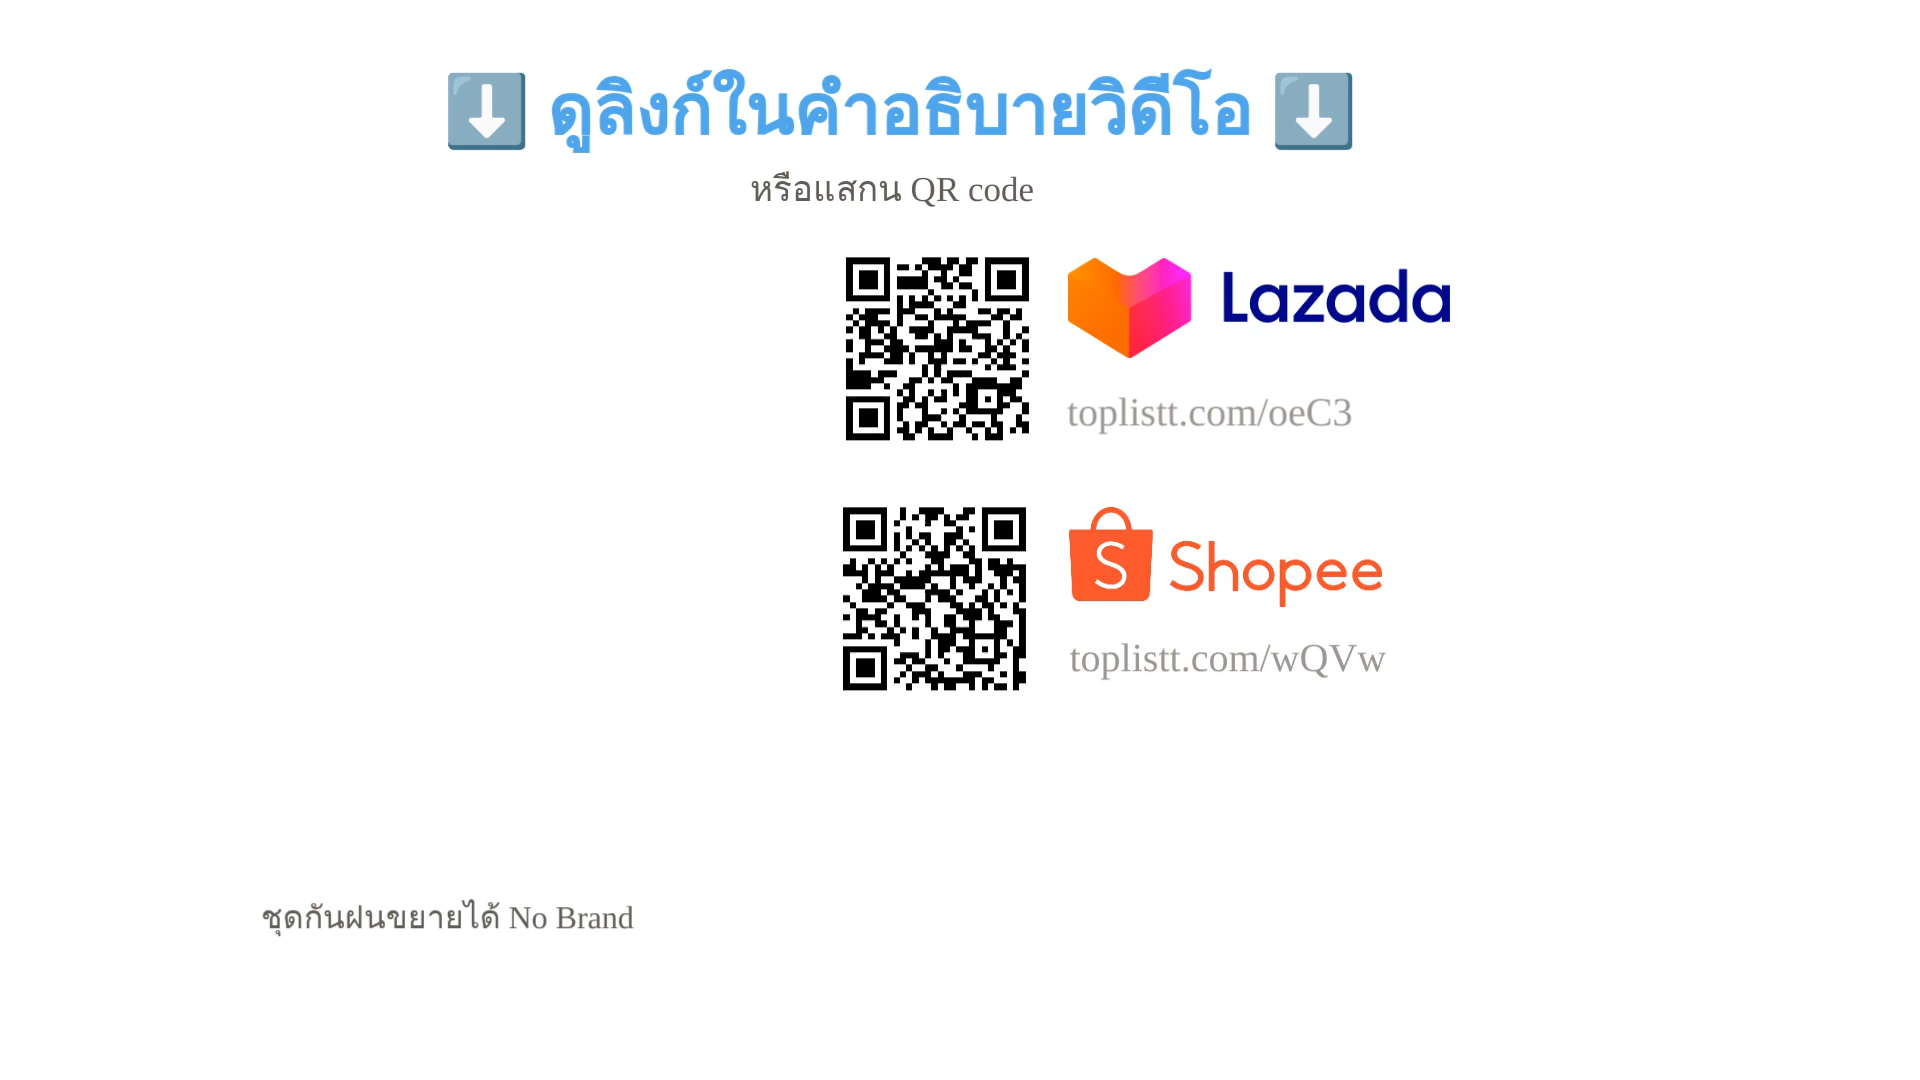 ⬇️ ดูลิงก์ในคำอธิบายวิดีโอ ⬇️
หรือแสกน QR code
Lazada
toplistt.com/oeC3
Shopee
toplistt.com/wQVw
ชุดกันฝนขยายได้ No Brand